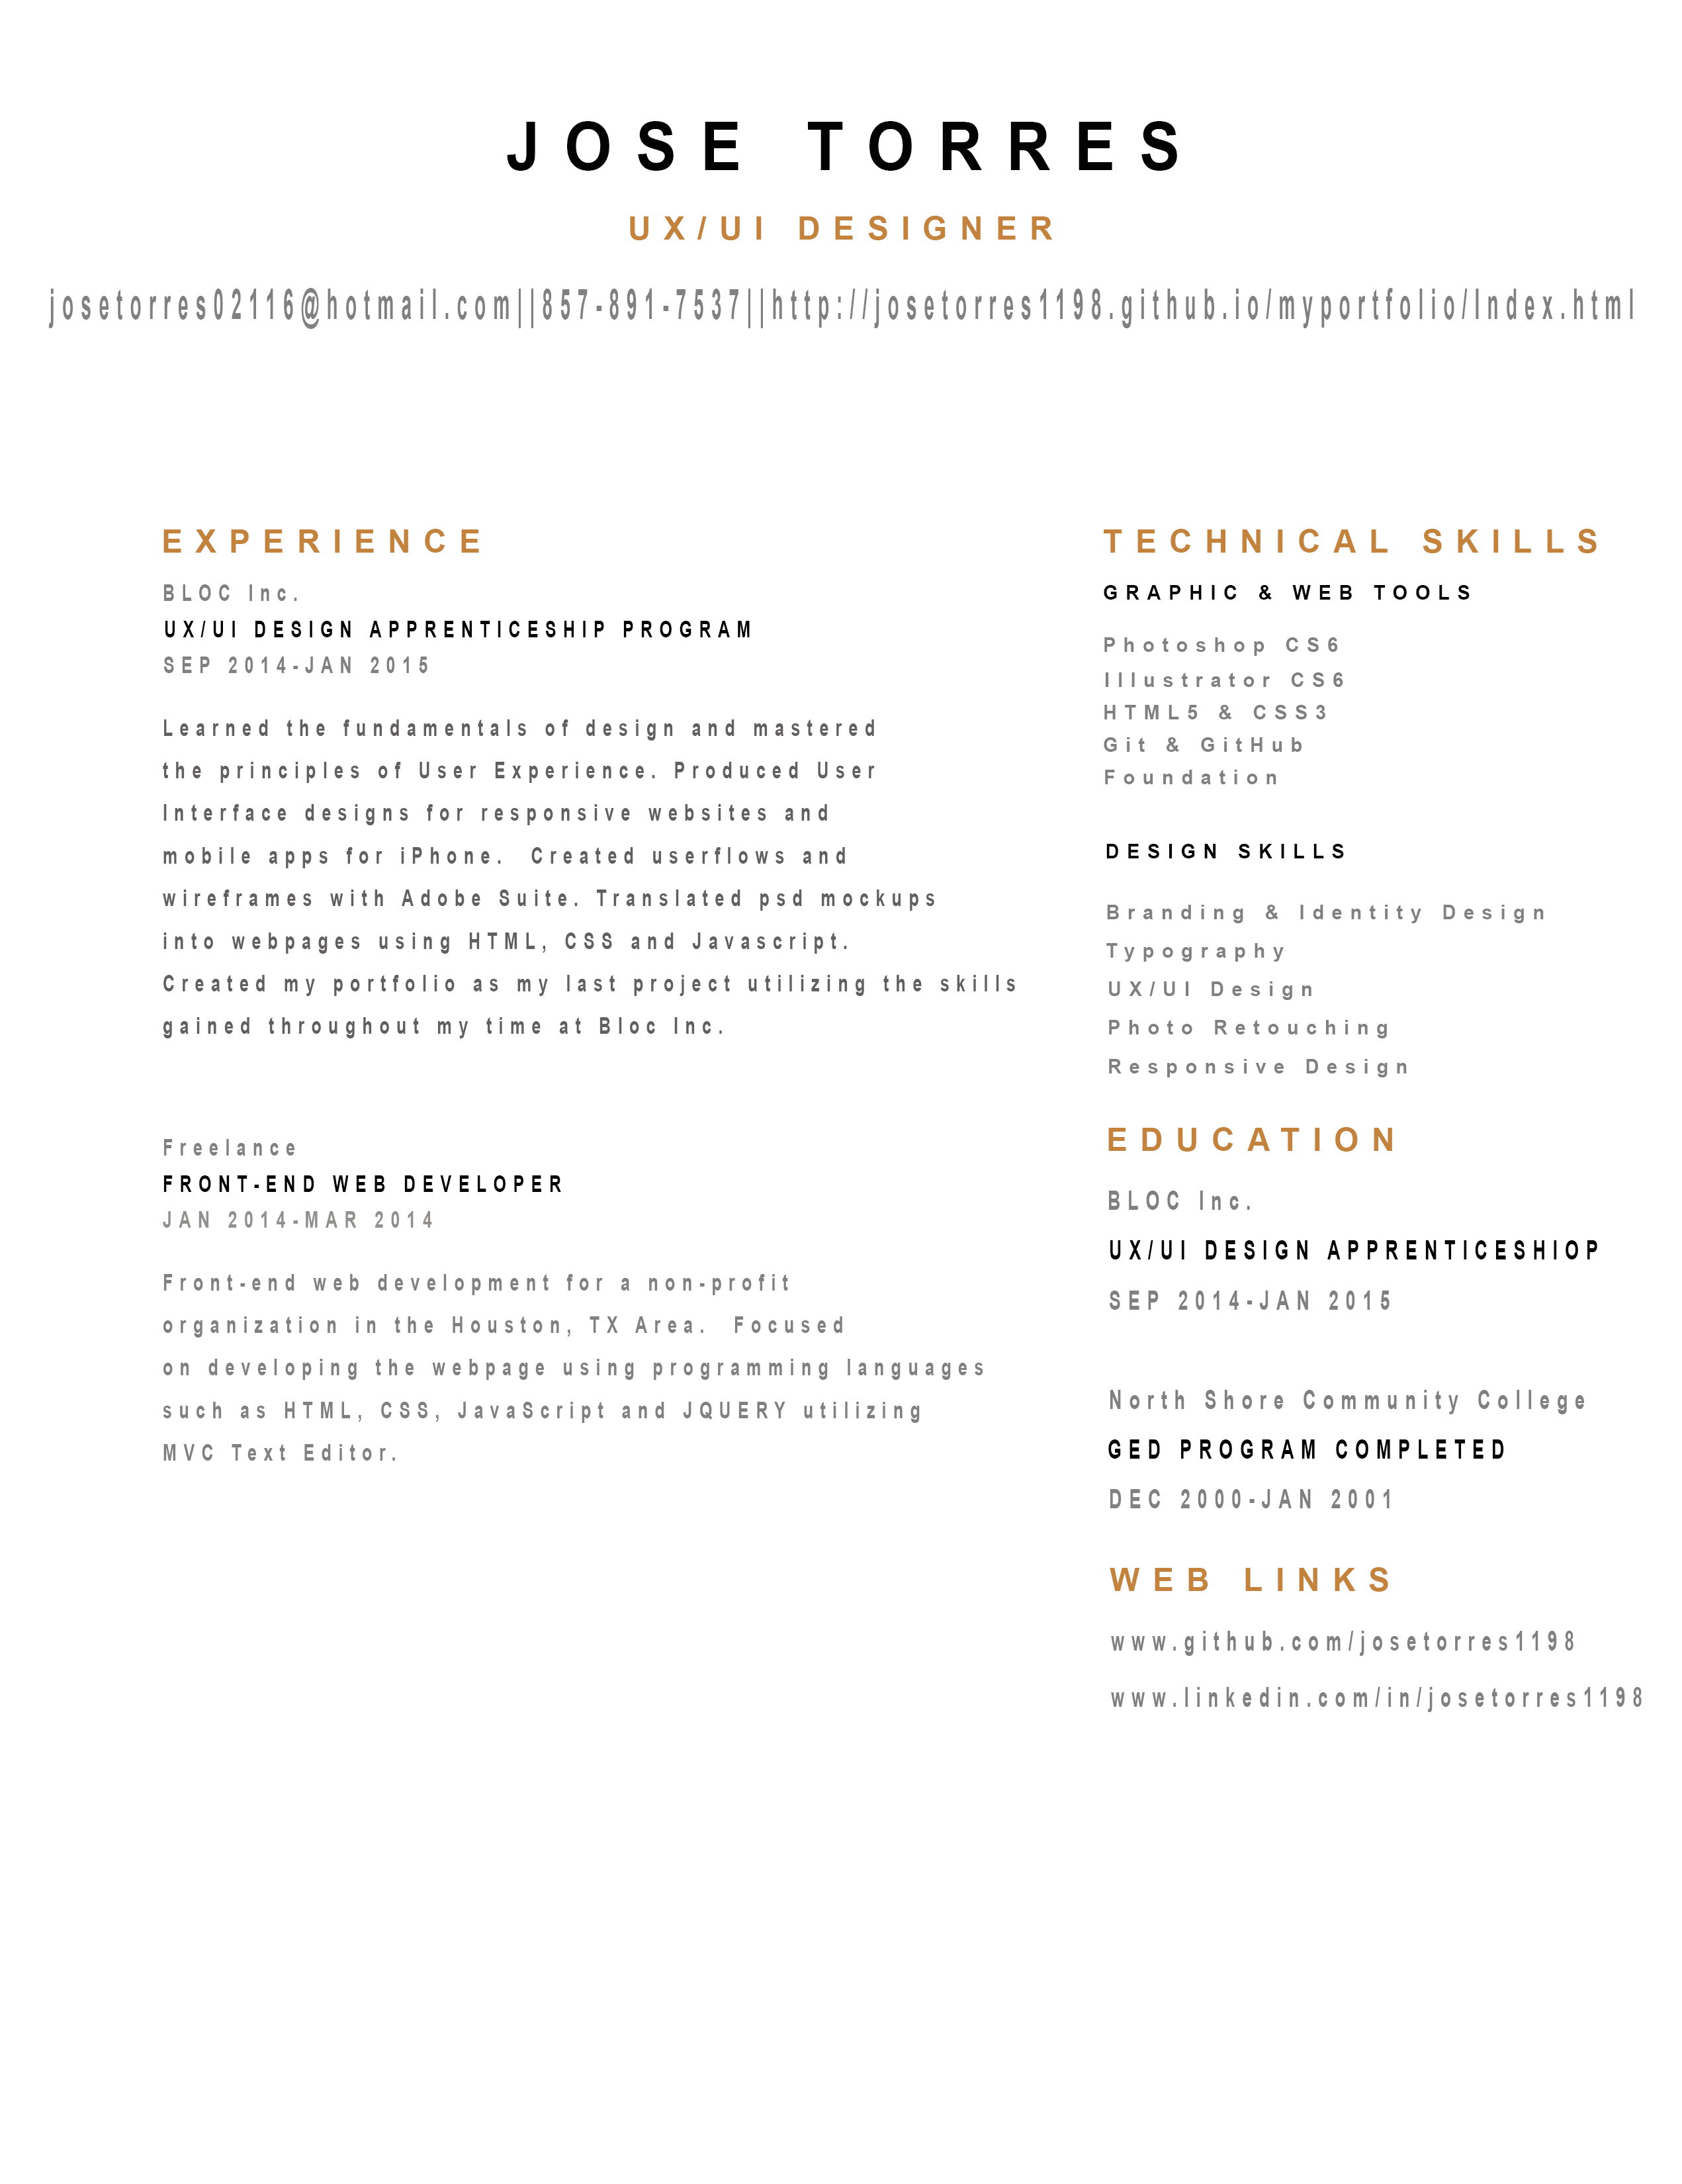 JOSE TORRES
UX/UI DESIGNER
josetorres02116@hotmail.com||857-891-7537||http://josetorres1198.github.io/myportfolio/Index.html
EXPERIENCE
BLOC Inc.
UX/UI DESIGN APPRENTICESHIP PROGRAM
SEP 2014-JAN 2015
Learned the fundamentals of design and mastered
the principles of User Experience. Produced User
Interface designs for responsive websites and
mobile apps for iPhone.  Created userflows and
wireframes with Adobe Suite. Translated psd mockups
into webpages using HTML, CSS and Javascript.
Created my portfolio as my last project utilizing the skills
gained throughout my time at Bloc Inc.
Freelance
FRONT-END WEB DEVELOPER
JAN 2014-MAR 2014
Front-end web development for a non-profit
organization in the Houston, TX Area.  Focused
on developing the webpage using programming languages
such as HTML, CSS, JavaScript and JQUERY utilizing
MVC Text Editor.
TECHNICAL SKILLS
GRAPHIC & WEB TOOLS
Photoshop CS6
Illustrator CS6
HTML5 & CSS3
Git & GitHub
Foundation
DESIGN SKILLS
Branding & Identity Design
Typography
UX/UI Design
Photo Retouching
Responsive Design
EDUCATION
BLOC Inc.
UX/UI DESIGN APPRENTICESHIOP
SEP 2014-JAN 2015
North Shore Community College
GED PROGRAM COMPLETED
DEC 2000-JAN 2001
WEB LINKS
www.github.com/josetorres1198
www.linkedin.com/in/josetorres1198